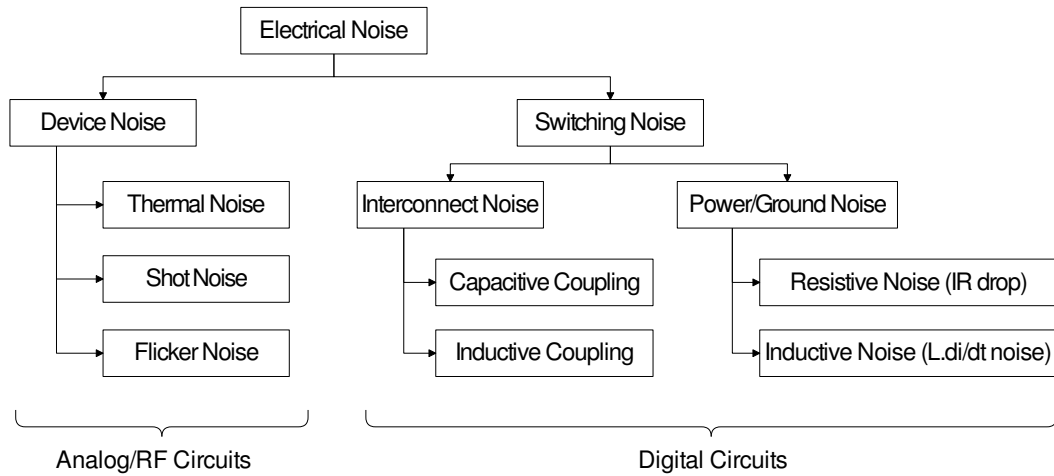 Electrical Noise
Device Noise
Switching Noise
Thermal Noise
Interconnect Noise
Power/Ground Noise
Shot Noise
Capacitive Coupling
Resistive Noise (IR drop)
Flicker Noise
Inductive Coupling
Inductive Noise (L.di/dt noise)
Analog/RF Circuits
Digital Circuits